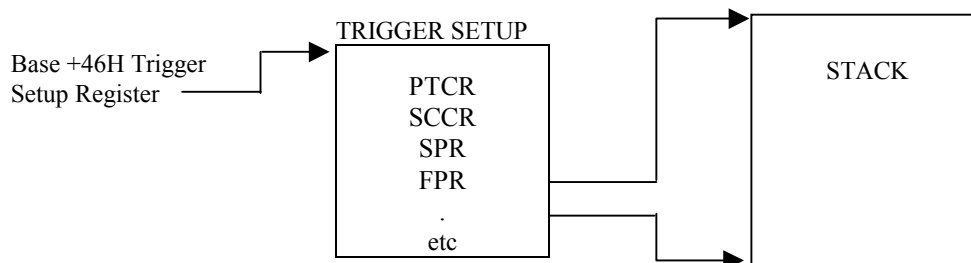 TRIGGER SETUP
Base +46H Trigger
Setup Register
PTCR
SCCR
SPR
FPR
.
etc
STACK